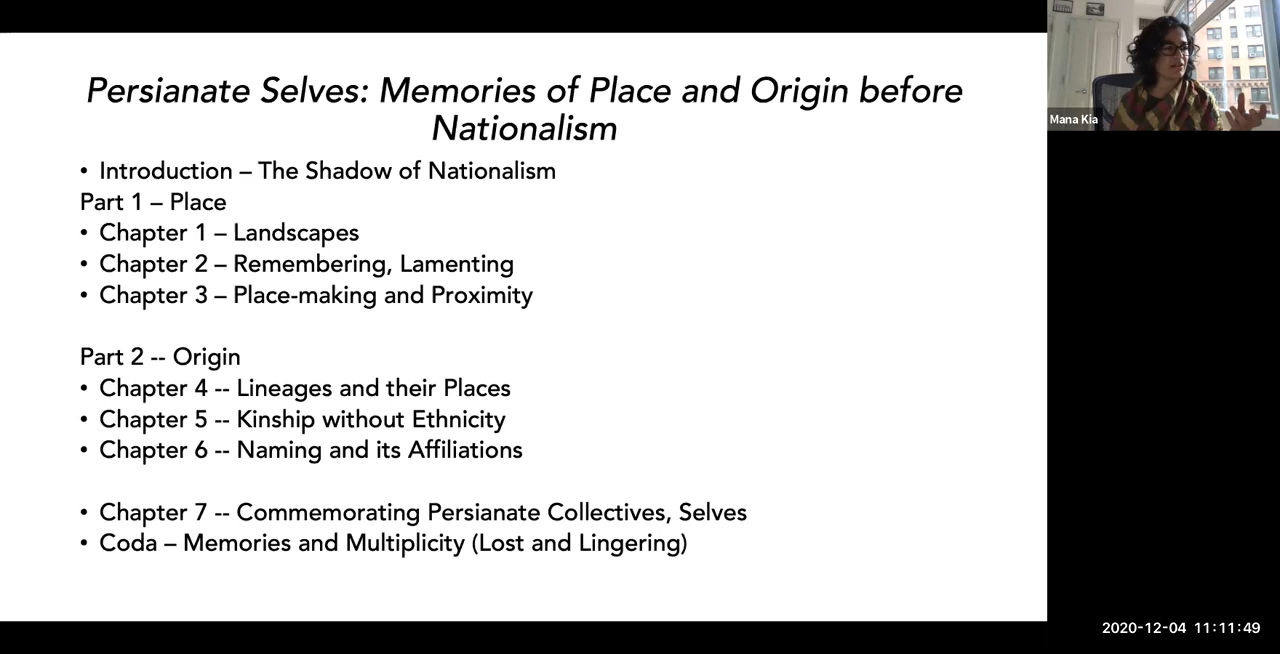 Persianate Selves: Memories of Place and Origin before
Nationalism
• Introduction – The Shadow of Nationalism
Part 1 – Place
• Chapter 1 – Landscapes
• Chapter 2 – Remembering, Lamenting
• Chapter 3 – Place-making and Proximity
Part 2 -- Origin
• Chapter 4 -- Lineages and their Places
• Chapter 5 -- Kinship without Ethnicity
• Chapter 6 -- Naming and its Affiliations
• Chapter 7 -- Commemorating Persianate Collectives, Selves
• Coda – Memories and Multiplicity (Lost and Lingering)
Mana Kia
2020-12-04 11:11:49